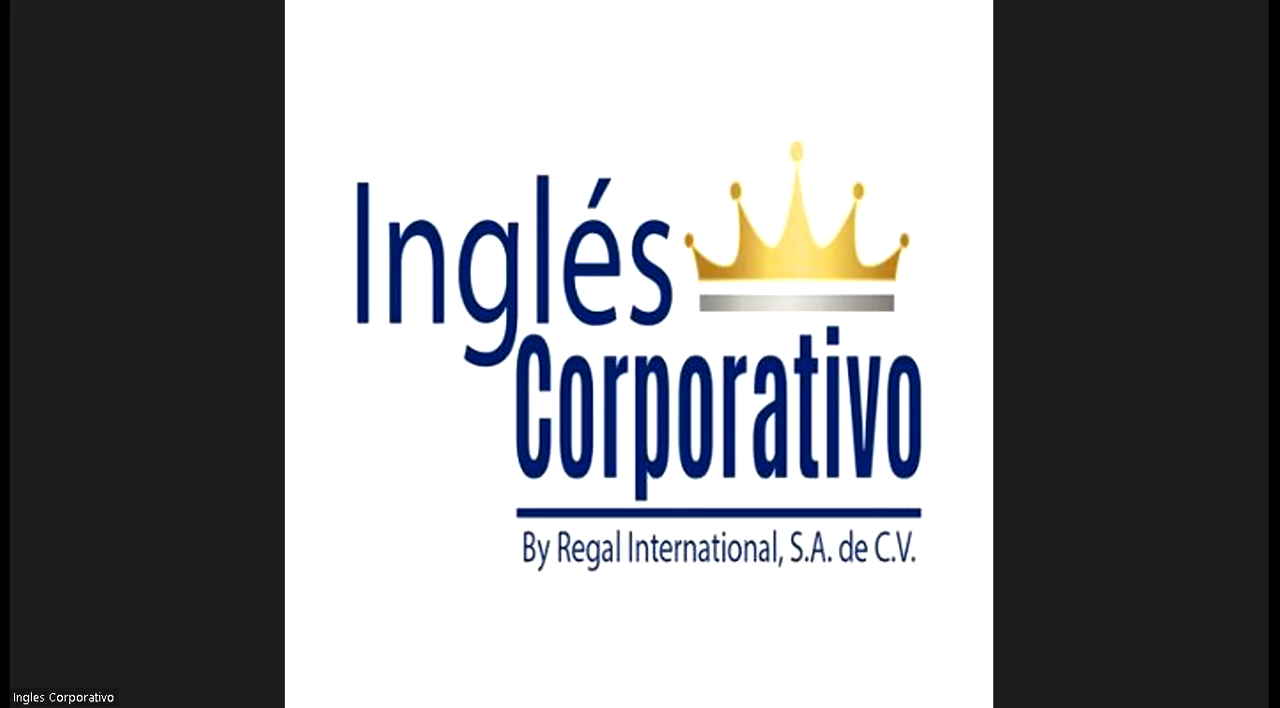 Inglés
Corporativo
By Regal International, S.A. de C.V.
Ingles Corporativo